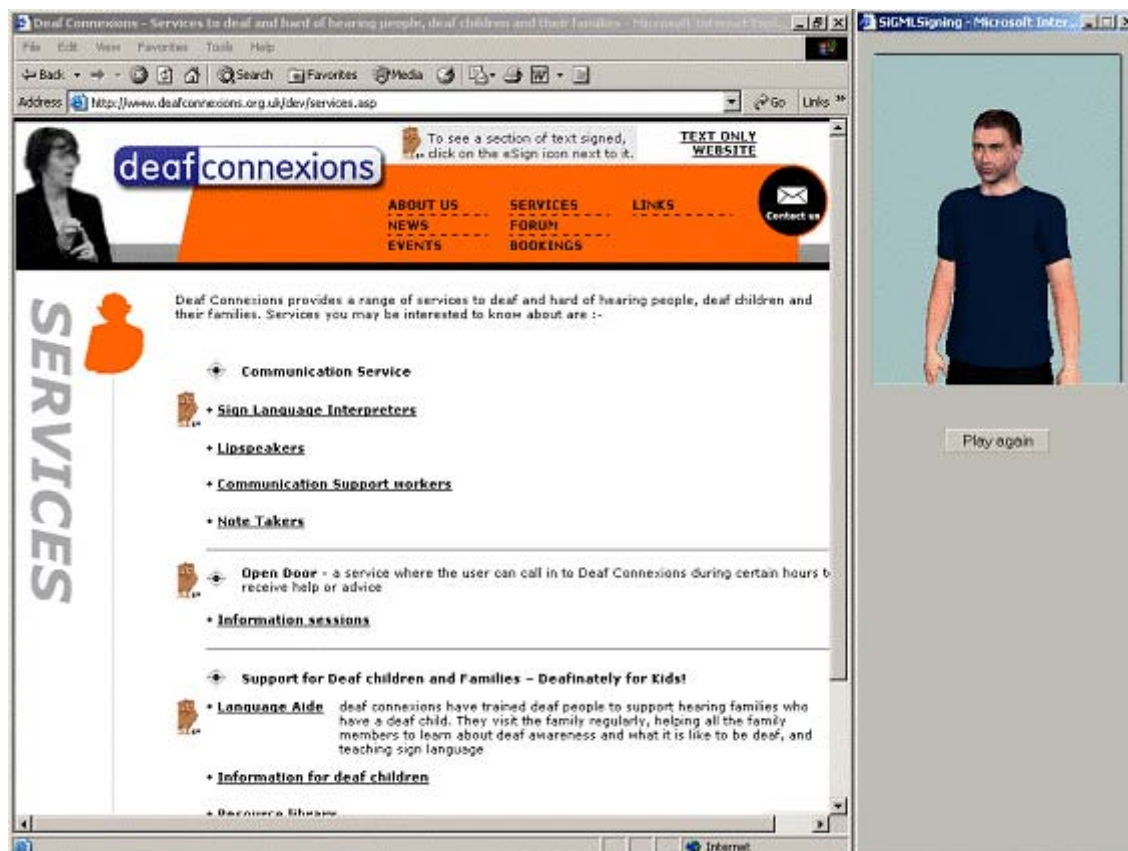 Deaf Connexions - Services to deaf and hard of hearing people, deaf children and their families - Microsoft Internet
File Edit View Favorites Tools Help
Back Search Favorites Media
Address http://www.deafconnexions.org.uk/dev/services.asp Go Links »
To see a section of text signed,
click on the eSign icon next to it.
TEXT ONLY
WEBSITE
deafconnexions
ABOUT US SERVICES LINKS
NEWS FORUM
EVENTS BOOKINGS
Contact us
SERVICES
Deaf Connexions provides a range of services to deaf and hard of hearing people, deaf children and
their families. Services you may be interested to know about are :-
Communication Service
• Sign Language Interpreters
• Lipspeakers
• Communication Support workers
• Note Takers
Open Door - a service where the user can call in to Deaf Connexions during certain hours t
receive help or advice
• Information sessions
Support for Deaf children and Families – Deafinately for Kids!
• Language Aide deaf connexions have trained deaf people to support hearing families who
have a deaf child. They visit the family regularly, helping all the family
members to learn about deaf awareness and what it is like to be deaf, and
teaching sign language
• Information for deaf children
• Resource library
Internet
SiGMLSigning - Microsoft Inter...
Play again